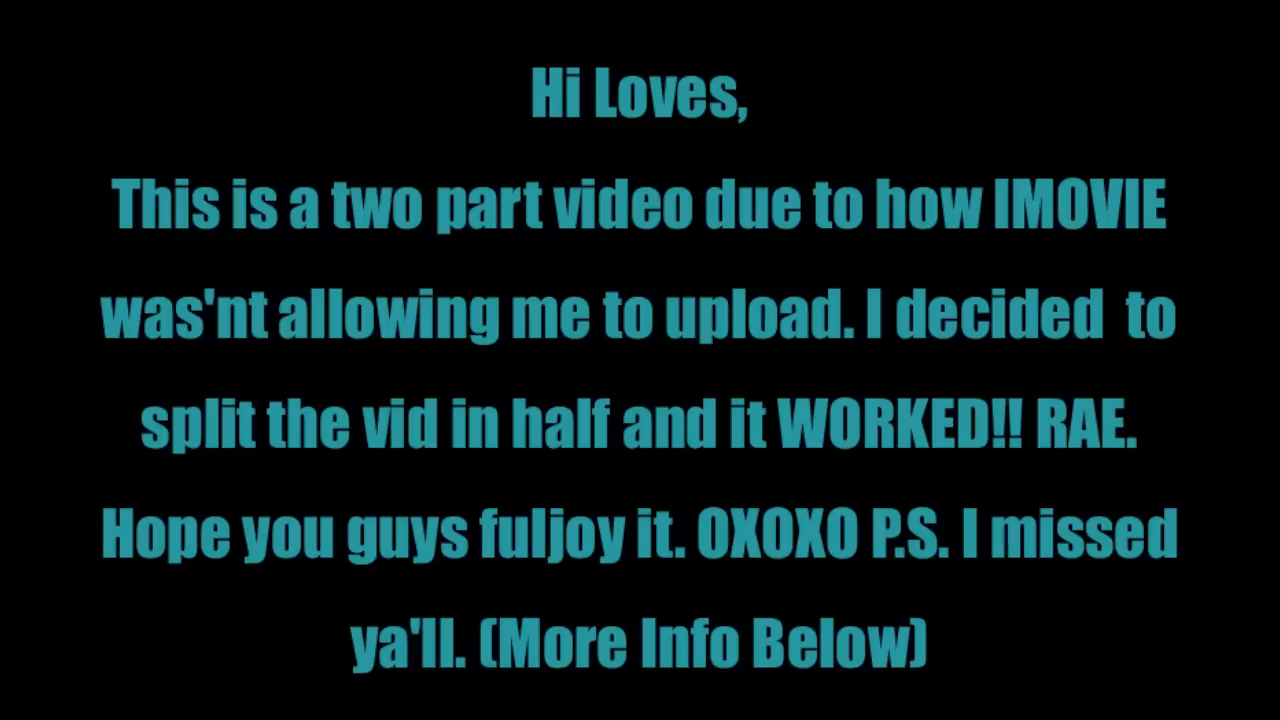 Hi Loves,
This is a two part video due to how IMOVIE
was'nt allowing me to upload. I decided  to
split the vid in half and it WORKED!! RAE.
Hope you guys fuljoy it. OXOXO P.S. I missed
ya'll. (More Info Below)